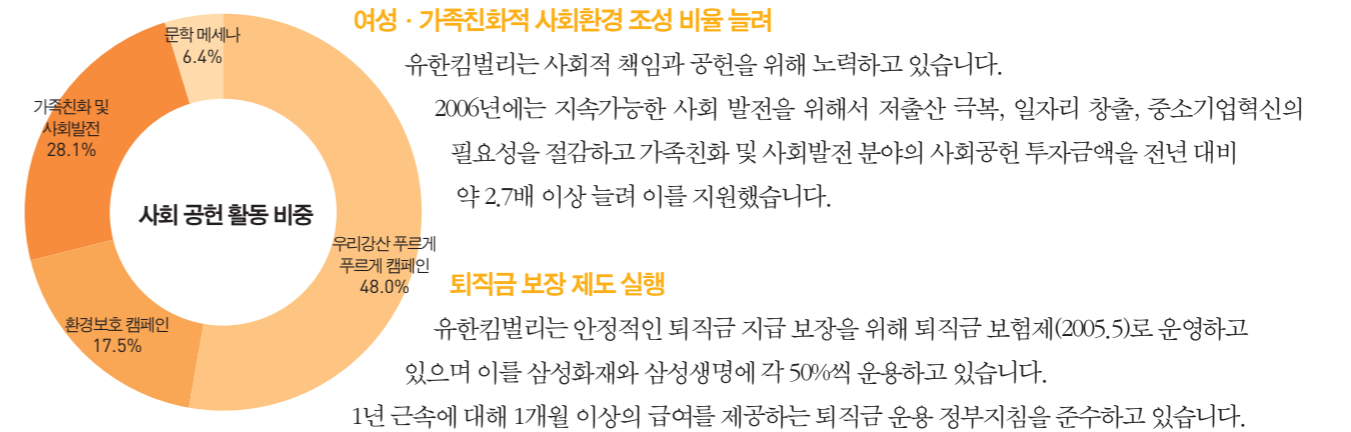 문학 메세나
6.4%
가족친화 및
사회발전
28.1%
사회 공헌 활동 비중
우리강산 푸르게
푸르게 캠페인
48.0%
환경보호 캠페인
17.5%
여성 · 가족친화적 사회환경 조성 비율 늘려
유한킴벌리는 사회적 책임과 공헌을 위해 노력하고 있습니다.
2006년에는 지속가능한 사회 발전을 위해서 저출산 극복, 일자리 창출, 중소기업혁신의
필요성을 절감하고 가족친화 및 사회발전 분야의 사회공헌 투자금액을 전년 대비
약 2.7배 이상 늘려 이를 지원했습니다.
퇴직금 보장 제도 실행
유한킴벌리는 안정적인 퇴직금 지급 보장을 위해 퇴직금 보험제(2005.5)로 운영하고
있으며 이를 삼성화재와 삼성생명에 각 50%씩 운용하고 있습니다.
1년 근속에 대해 1개월 이상의 급여를 제공하는 퇴직금 운용 정부지침을 준수하고 있습니다.